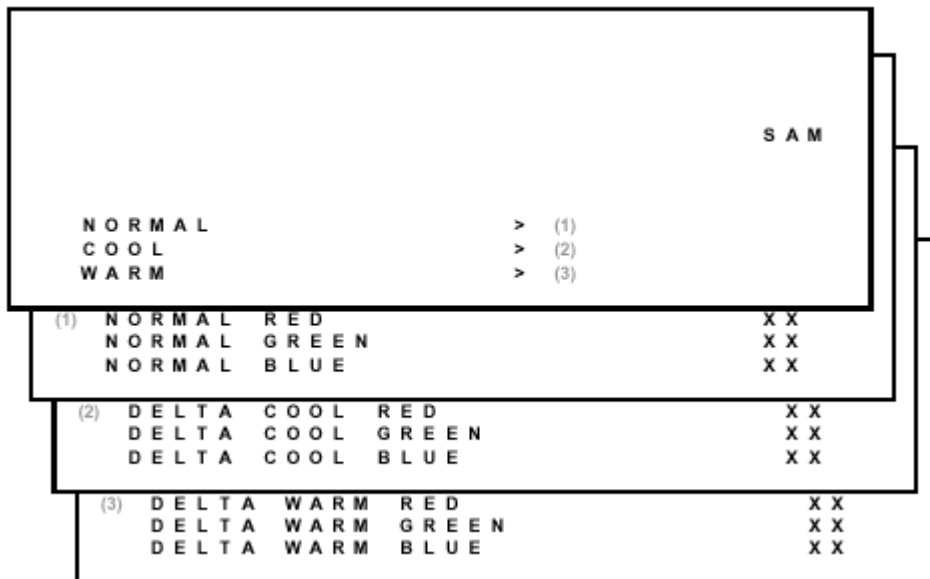 SAM
NORMAL > (1)
COOL > (2)
WARM > (3)
(1) NORMAL RED XX
NORMAL GREEN XX
NORMAL BLUE XX
(2) DELTA COOL RED XX
DELTA COOL GREEN XX
DELTA COOL BLUE XX
(3) DELTA WARM RED XX
DELTA WARM GREEN XX
DELTA WARM BLUE XX